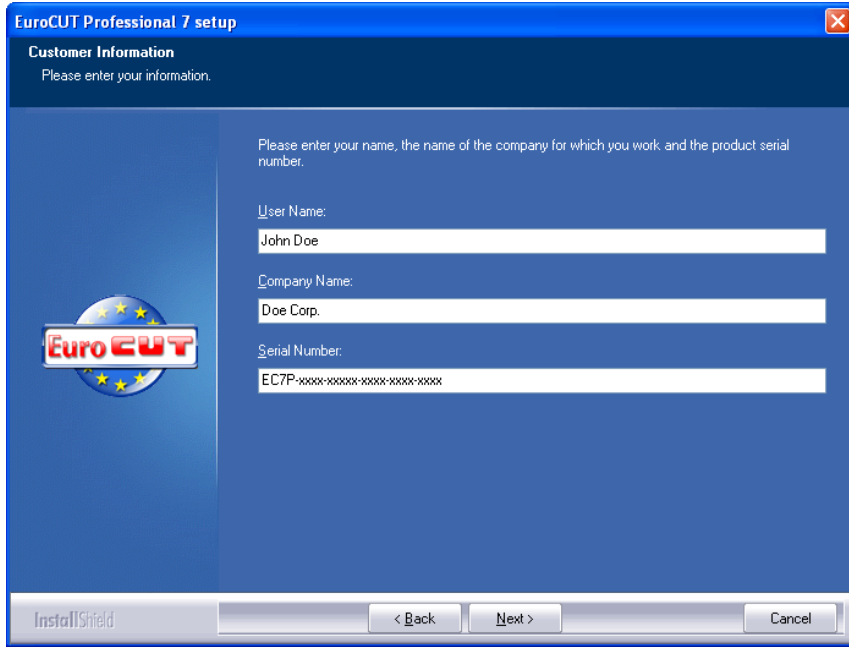 EuroCUT Professional 7 setup
Customer Information
Please enter your information.
Please enter your name, the name of the company for which you work and the product serial
number.
User Name:
John Doe
Company Name:
Doe Corp.
Serial Number:
EC7P-xxxx-xxxxx-xxxx-xxxx-xxxx
Euro CUT
InstallShield
< Back
Next >
Cancel